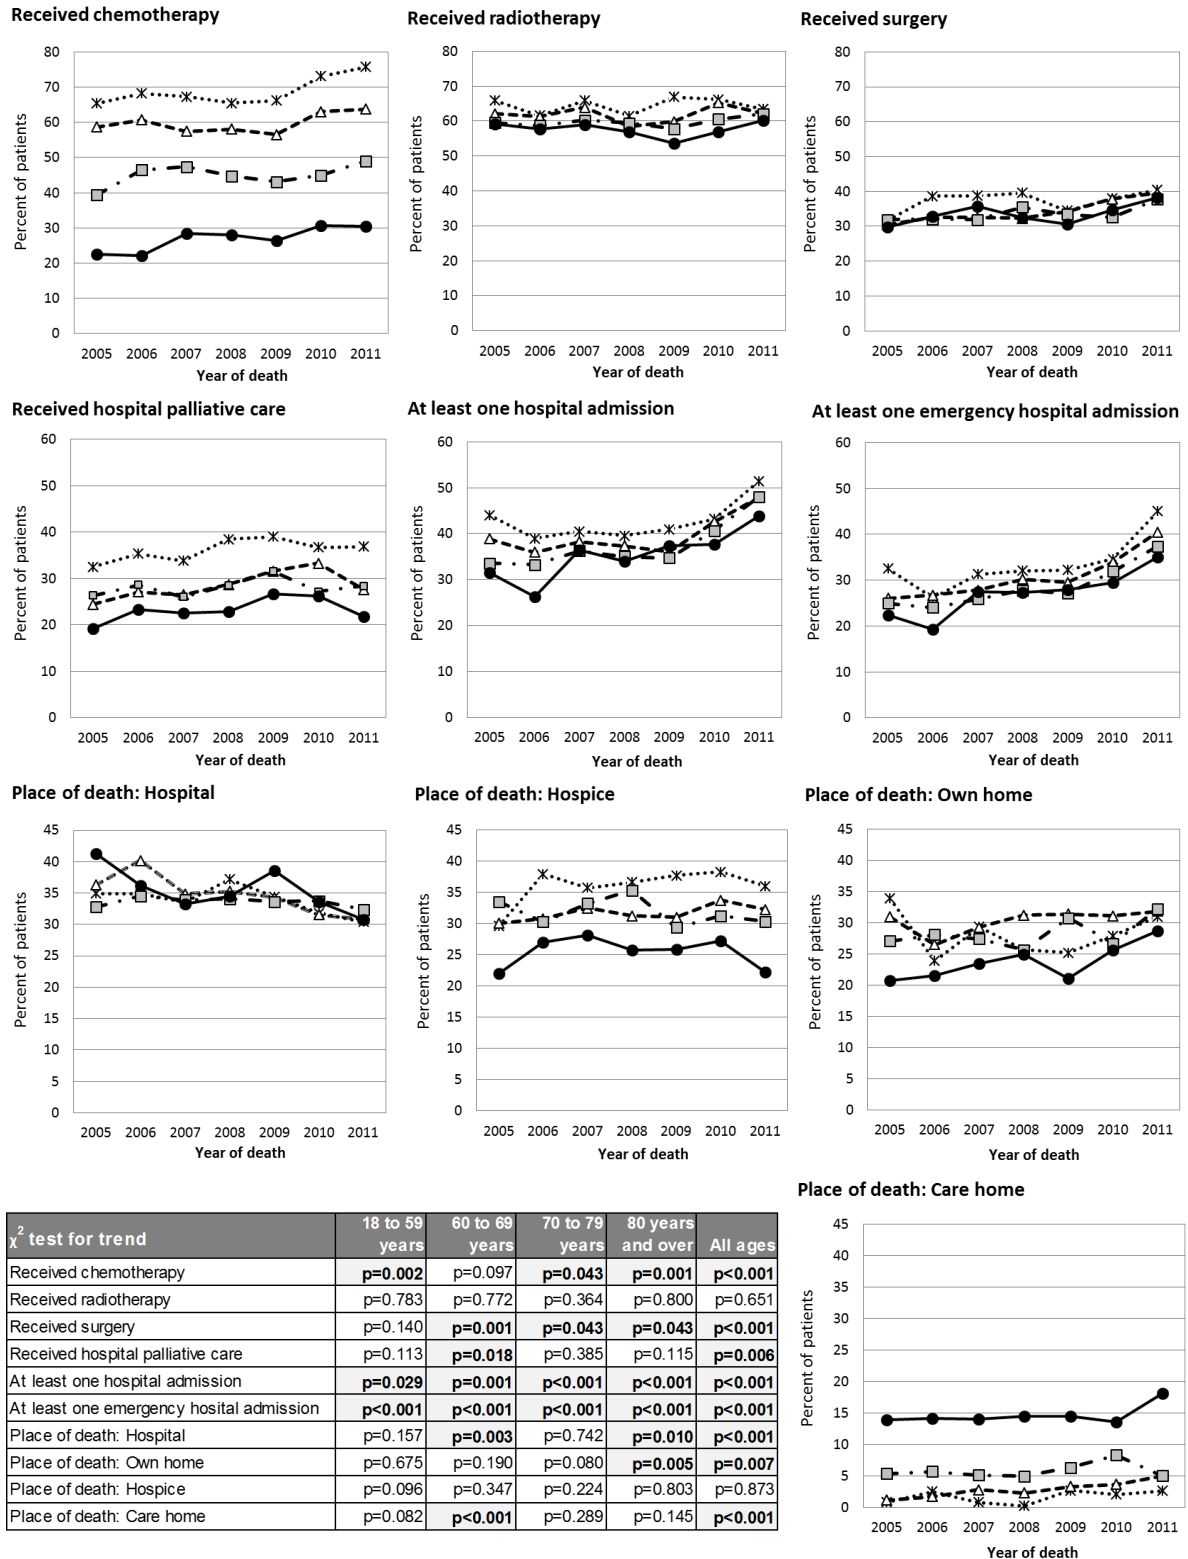 Received chemotherapy
Received radiotherapy
Received surgery
80
70
60
50
40
30
20
10
0
Percent of patients
2005 2006 2007 2008 2009 2010 2011
Year of death
80
70
60
50
40
30
20
10
0
Percent of patients
2005 2006 2007 2008 2009 2010 2011
Year of death
80
70
60
50
40
30
20
10
0
Percent of patients
2005 2006 2007 2008 2009 2010 2011
Year of death
Received hospital palliative care
At least one hospital admission
At least one emergency hospital admission
60
50
40
30
20
10
0
Percent of patients
2005 2006 2007 2008 2009 2010 2011
Year of death
60
50
40
30
20
10
0
Percent of patients
2005 2006 2007 2008 2009 2010 2011
Year of death
60
50
40
30
20
10
0
Percent of patients
2005 2006 2007 2008 2009 2010 2011
Year of death
Place of death: Hospital
Place of death: Hospice
Place of death: Own home
45
40
35
30
25
20
15
10
5
0
Percent of patients
2005 2006 2007 2008 2009 2010 2011
Year of death
45
40
35
30
25
20
15
10
5
0
Percent of patients
2005 2006 2007 2008 2009 2010 2011
Year of death
45
40
35
30
25
20
15
10
5
0
Percent of patients
2005 2006 2007 2008 2009 2010 2011
Year of death
χ² test for trend | 18 to 59 years | 60 to 69 years | 70 to 79 years | 80 years and over | All ages
Received chemotherapy p=0.002 p=0.097 p=0.043 p=0.001 p<0.001
Received radiotherapy p=0.783 p=0.772 p=0.364 p=0.800 p=0.651
Received surgery p=0.140 p=0.001 p=0.043 p=0.043 p<0.001
Received hospital palliative care p=0.113 p=0.018 p=0.385 p=0.115 p=0.006
At least one hospital admission p=0.029 p=0.001 p<0.001 p<0.001 p<0.001
At least one emergency hosital admission p<0.001 p<0.001 p<0.001 p<0.001 p<0.001
Place of death: Hospital p=0.157 p=0.003 p=0.742 p=0.010 p<0.001
Place of death: Own home p=0.675 p=0.190 p=0.080 p=0.005 p=0.007
Place of death: Hospice p=0.096 p=0.347 p=0.224 p=0.803 p=0.873
Place of death: Care home p=0.082 p<0.001 p=0.289 p=0.145 p<0.001
Place of death: Care home
45
40
35
30
25
20
15
10
5
0
Percent of patients
2005 2006 2007 2008 2009 2010 2011
Year of death